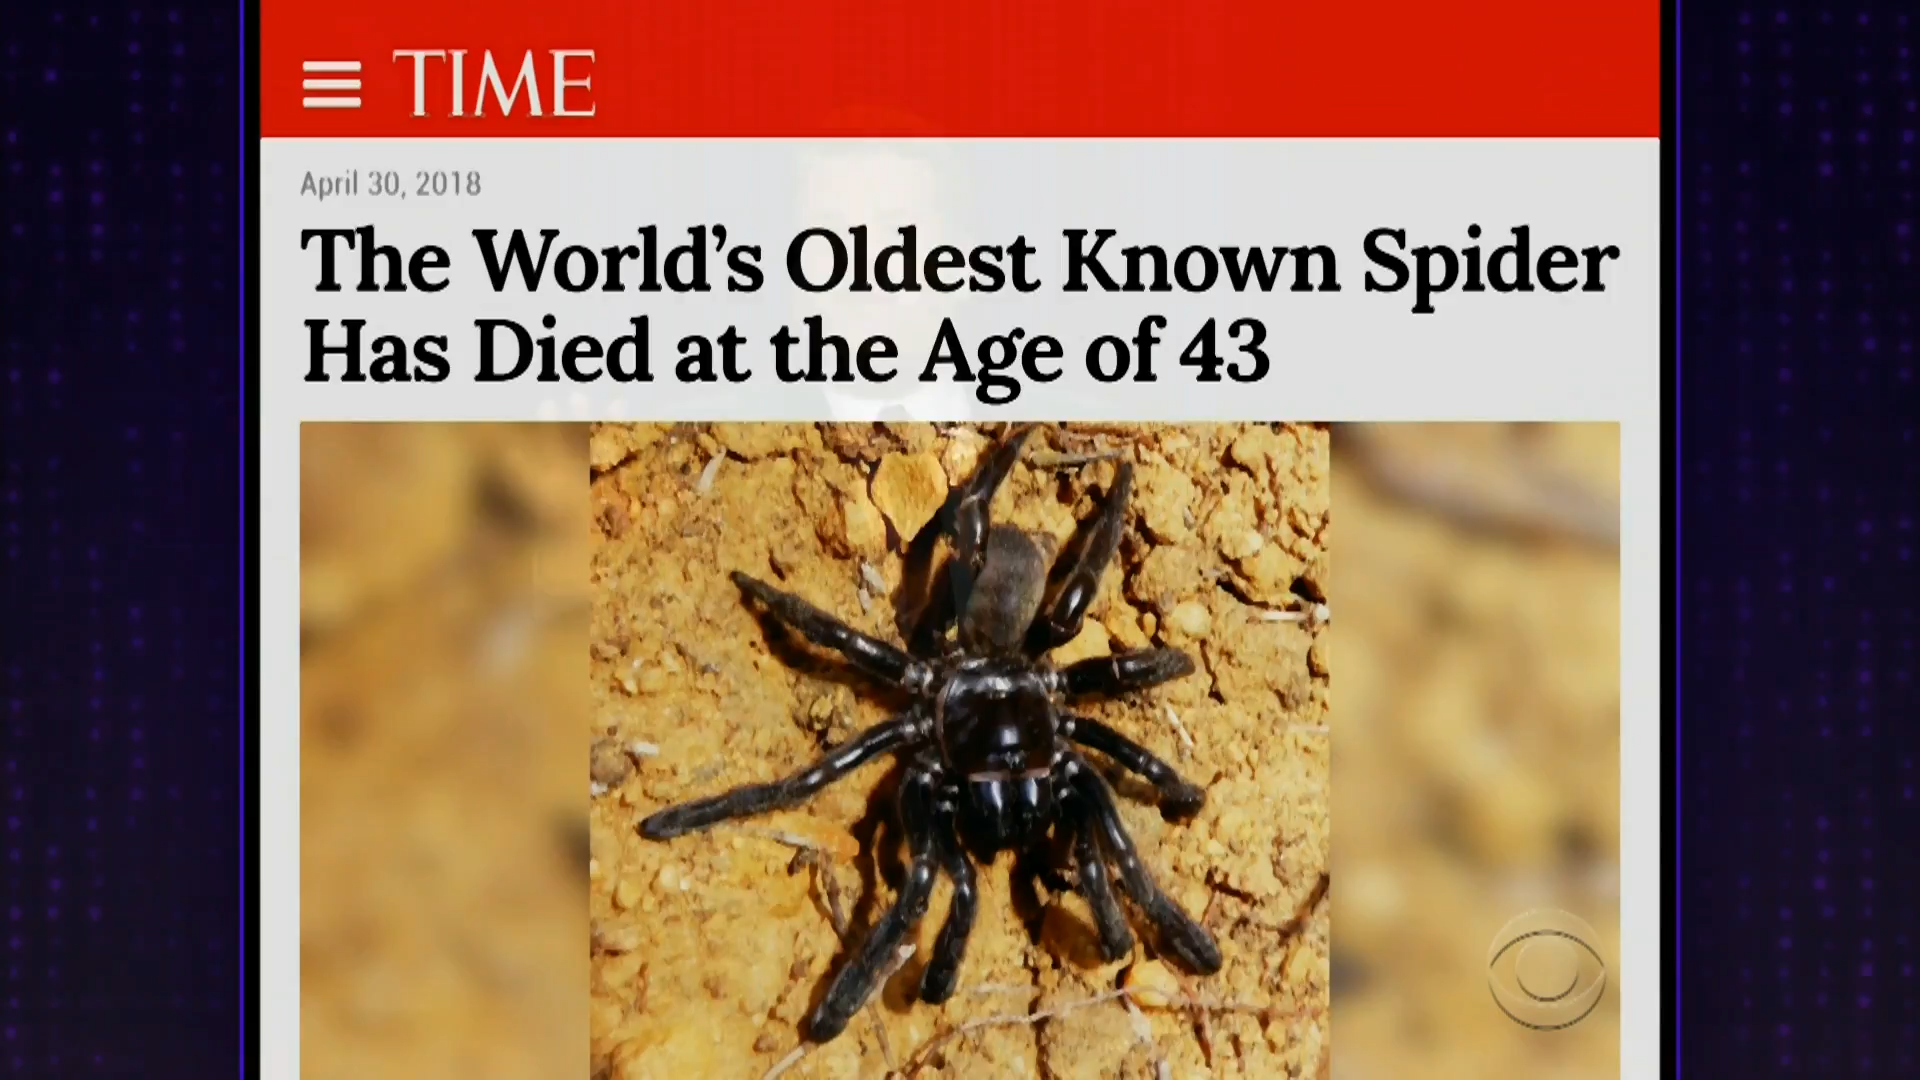 TIME
April 30, 2018
The World’s Oldest Known Spider
Has Died at the Age of 43